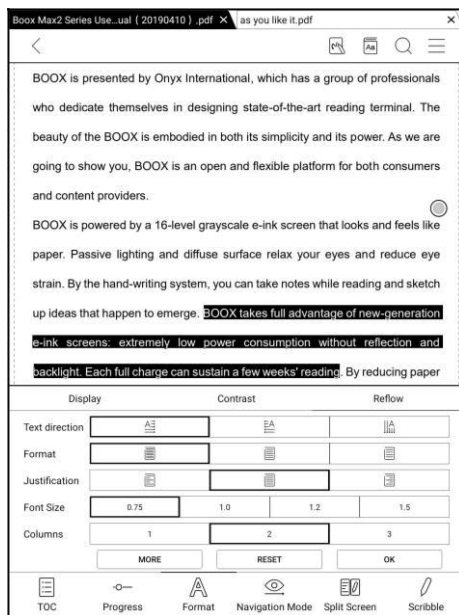 Boox Max2 Series Use...ual ( 20190410 ) .pdf × as you like it.pdf ×
Aa
BOOX is presented by Onyx International, which has a group of professionals
who dedicate themselves in designing state-of-the-art reading terminal. The
beauty of the BOOX is embodied in both its simplicity and its power. As we are
going to show you, BOOX is an open and flexible platform for both consumers
and content providers.
BOOX is powered by a 16-level grayscale e-ink screen that looks and feels like
paper. Passive lighting and diffuse surface relax your eyes and reduce eye
strain. By the hand-writing system, you can take notes while reading and sketch
up ideas that happen to emerge. BOOX takes full advantage of new-generation
e-ink screens: extremely low power consumption without reflection and
backlight. Each full charge can sustain a few weeks' reading. By reducing paper
Display Contrast Reflow
Text direction A A A
Format
Justification
Font Size 0.75 1.0 1.2 1.5
Columns 1 2 3
MORE RESET OK
TOC Progress Format Navigation Mode Split Screen Scribble